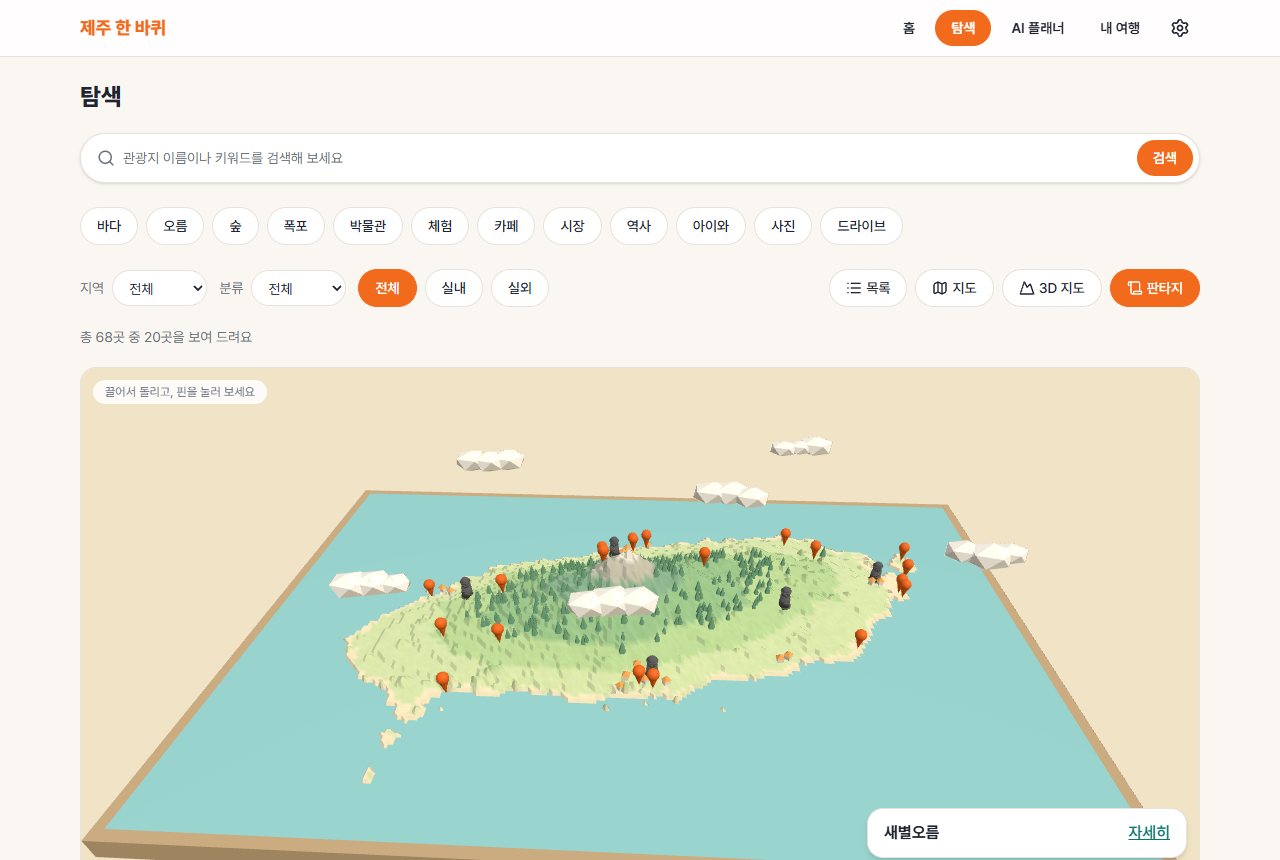 제주 한 바퀴
홈 탐색 AI 플래너 내 여행
탐색
관광지 이름이나 키워드를 검색해 보세요 검색
바다 오름 숲 폭포 박물관 체험 카페 시장 역사 아이와 사진 드라이브
지역 전체 분류 전체 전체 실내 실외 목록 지도 3D 지도 판타지
총 68곳 중 20곳을 보여 드려요
끌어서 돌리고, 핀을 눌러 보세요
새별오름 자세히